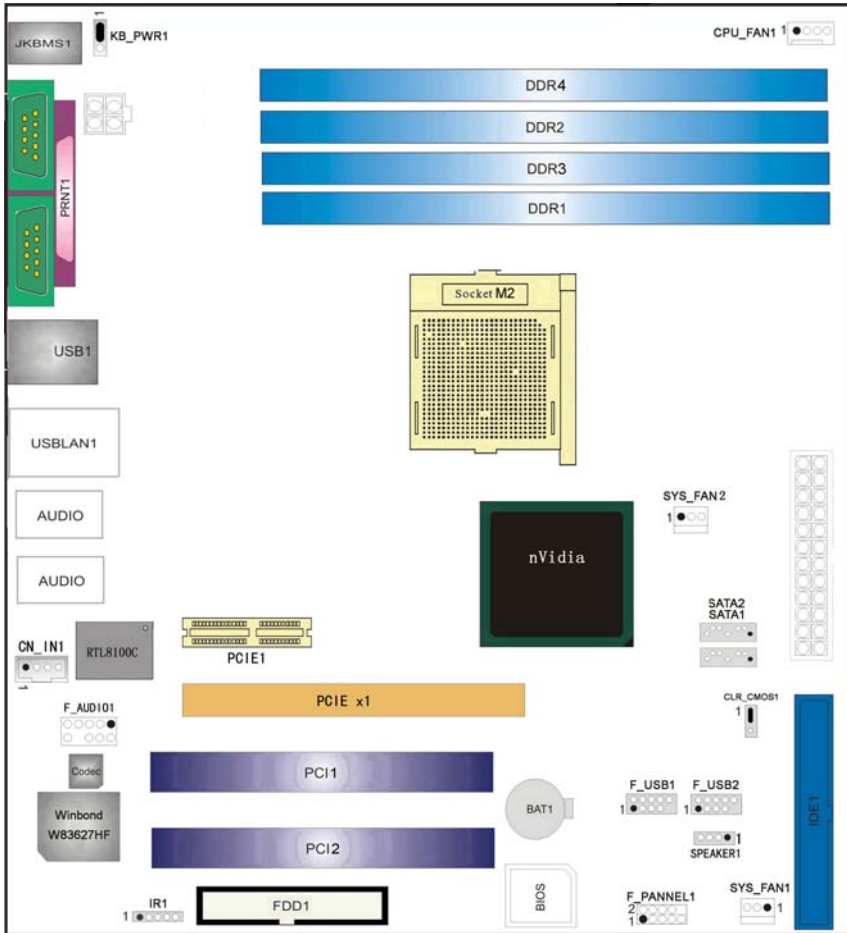 1
KB_PWR1
JKBMS1
CPU_FAN1 1
DDR4
DDR2
DDR3
DDR1
PRNT1
Socket M2
USB1
USBLAN1
AUDIO
AUDIO
SYS_FAN2
1
nVidia
SATA2
SATA1
CN_IN1
1
RTL8100C
PCIE1
PCIE x1
CLR_CMOS1
1
F_AUDIO1
Codec
PCI1
BAT1
F_USB1
1
F_USB2
1
IDE1
Winbond
W83627HF
PCI2
1
SPEAKER1
BIOS
IR1
1
FDD1
F_PANNEL1
2
1
SYS_FAN1
1